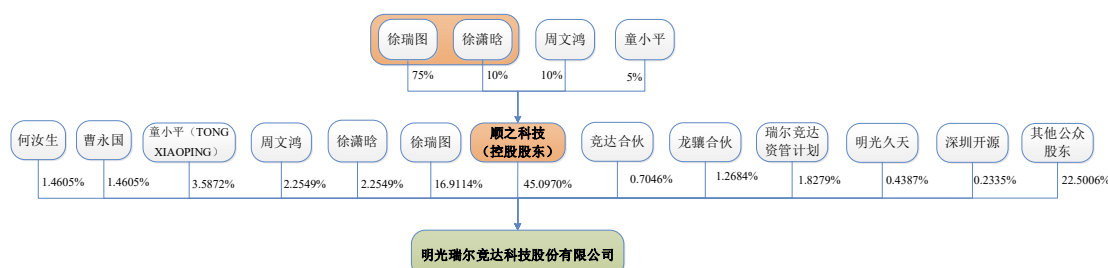 徐瑞图
徐潇晗
周文鸿
童小平
75%
10%
10%
5%
何汝生
曹永国
童小平（TONG
XIAOPING）
周文鸿
徐潇晗
徐瑞图
顺之科技
（控股股东）
竞达合伙
龙骧合伙
瑞尔竞达
资管计划
明光久天
深圳开源
其他公众
股东
1.4605%
1.4605%
3.5872%
2.2549%
2.2549%
16.9114%
45.0970%
0.7046%
1.2684%
1.8279%
0.4387%
0.2335%
22.5006%
明光瑞尔竞达科技股份有限公司